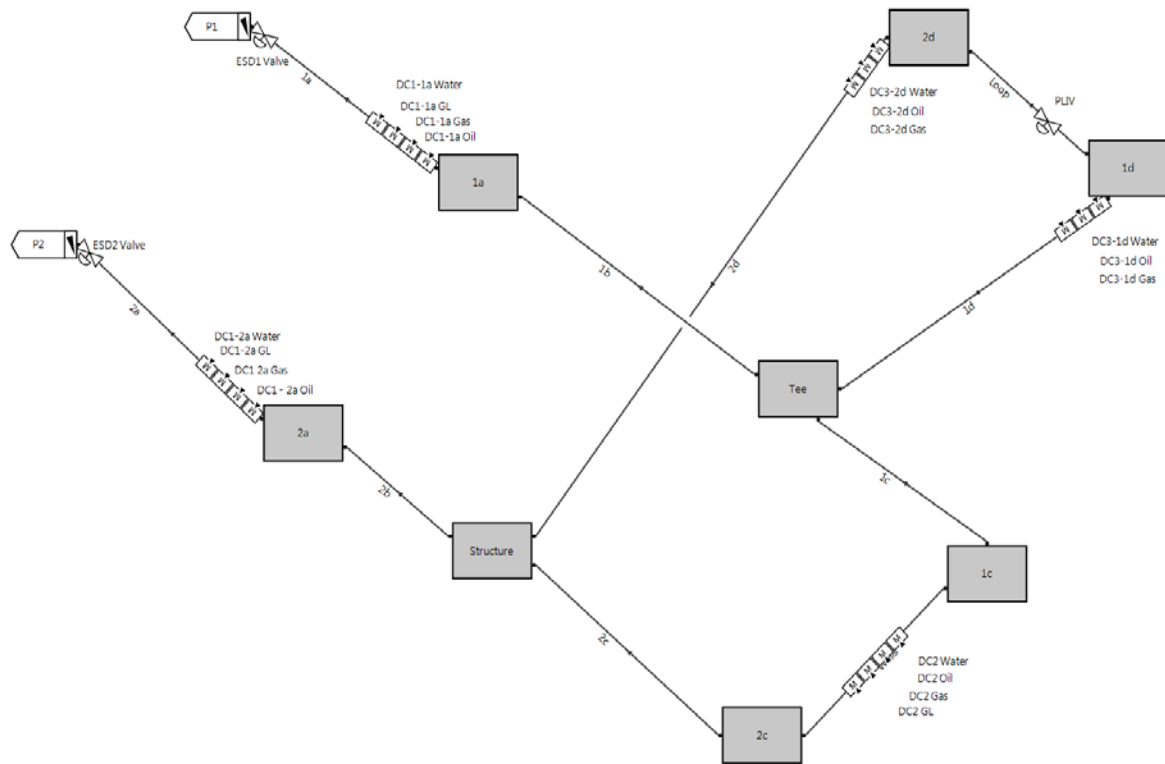 P1
ESD1 Valve
1a
DC1-1a Water
DC1-1a GL
DC1-1a Gas
DC1-1a Oil
M M M M
1a
2d
DC3-2d Water
DC3-2d Oil
DC3-2d Gas
M M M M
Loop
PLIV
1d
M M M
DC3-1d Water
DC3-1d Oil
DC3-1d Gas
P2
ESD2 Valve
2a
DC1-2a Water
DC1-2a GL
DC1 2a Gas
DC1 - 2a Oil
M M M M
2a
1b
2d
1d
Tee
2b
1c
Structure
1c
2c
M M M M
DC2 Water
DC2 Oil
DC2 Gas
DC2 GL
2c